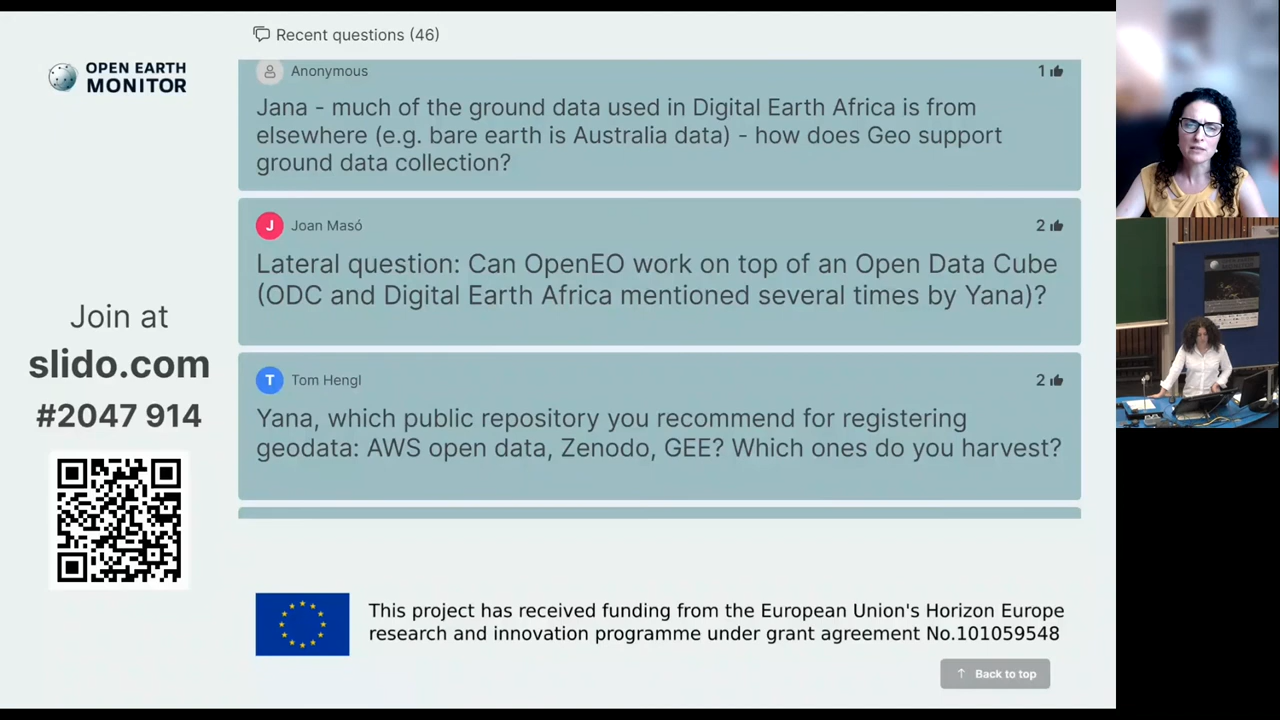 Recent questions (46)
OPEN EARTH
MONITOR
Anonymous
1
Jana - much of the ground data used in Digital Earth Africa is from
elsewhere (e.g. bare earth is Australia data) - how does Geo support
ground data collection?
J
Joan Masó
2
Lateral question: Can OpenEO work on top of an Open Data Cube
(ODC and Digital Earth Africa mentioned several times by Yana)?
T
Tom Hengl
2
Yana, which public repository you recommend for registering
geodata: AWS open data, Zenodo, GEE? Which ones do you harvest?
Join at
slido.com
#2047 914
This project has received funding from the European Union's Horizon Europe
research and innovation programme under grant agreement No.101059548
Back to top